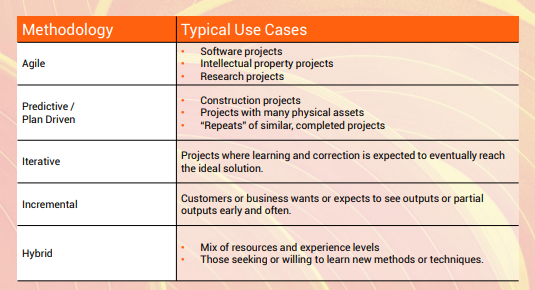 Methodology
Typical Use Cases
Agile
• Software projects
• Intellectual property projects
• Research projects
Predictive /
Plan Driven
• Construction projects
• Projects with many physical assets
• “Repeats” of similar, completed projects
Iterative
Projects where learning and correction is expected to eventually reach
the ideal solution.
Incremental
Customers or business wants or expects to see outputs or partial
outputs early and often.
Hybrid
• Mix of resources and experience levels
• Those seeking or willing to learn new methods or techniques.